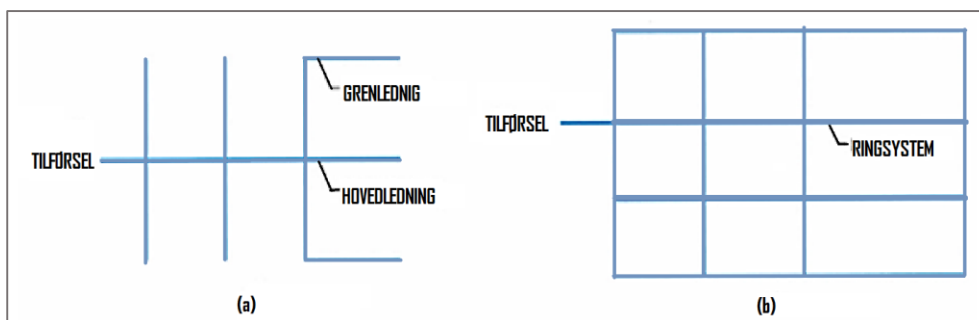 GRENLEDNIG
TILFØRSEL
HOVEDLEDNING
(a)
TILFØRSEL
RINGSYSTEM
(b)